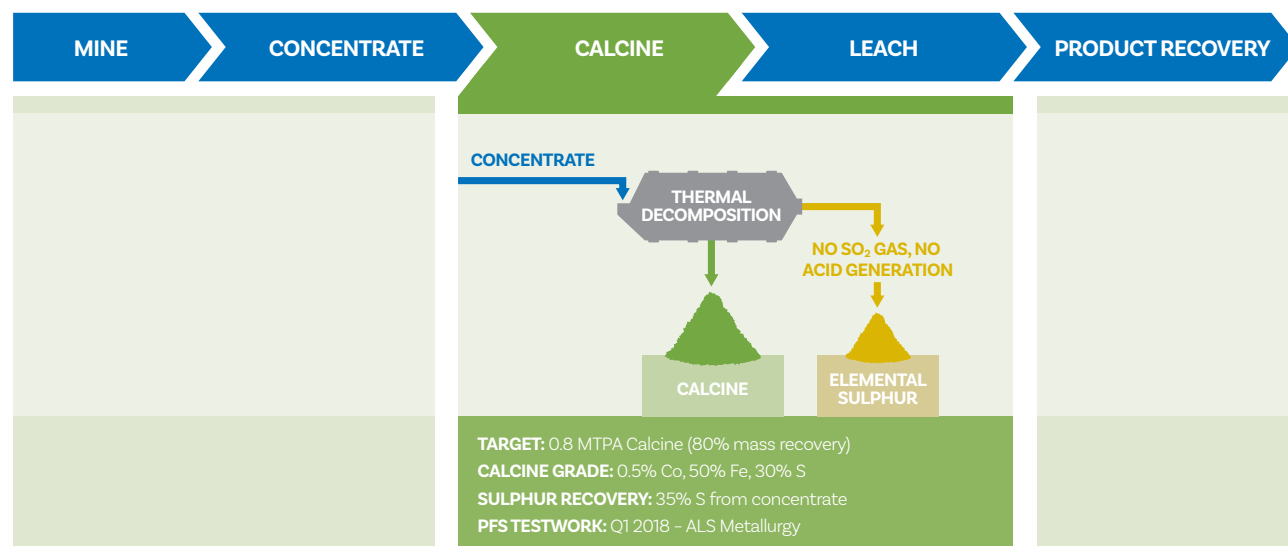 MINE
CONCENTRATE
CALCINE
LEACH
PRODUCT RECOVERY
CONCENTRATE
THERMAL
DECOMPOSITION
NO SO₂ GAS, NO
ACID GENERATION
CALCINE
ELEMENTAL
SULPHUR
TARGET: 0.8 MTPA Calcine (80% mass recovery)
CALCINE GRADE: 0.5% Co, 50% Fe, 30% S
SULPHUR RECOVERY: 35% S from concentrate
PFS TESTWORK: Q1 2018 – ALS Metallurgy